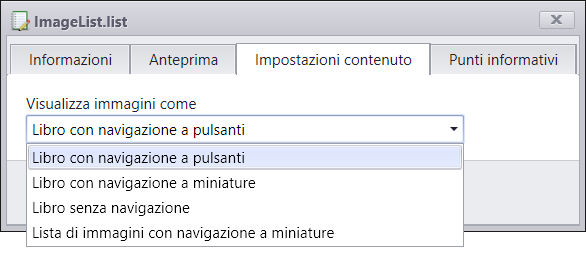 ImageList.list
Informazioni
Anteprima
Impostazioni contenuto
Punti informativi
Visualizza immagini come
Libro con navigazione a pulsanti
Libro con navigazione a pulsanti
Libro con navigazione a miniature
Libro senza navigazione
Lista di immagini con navigazione a miniature